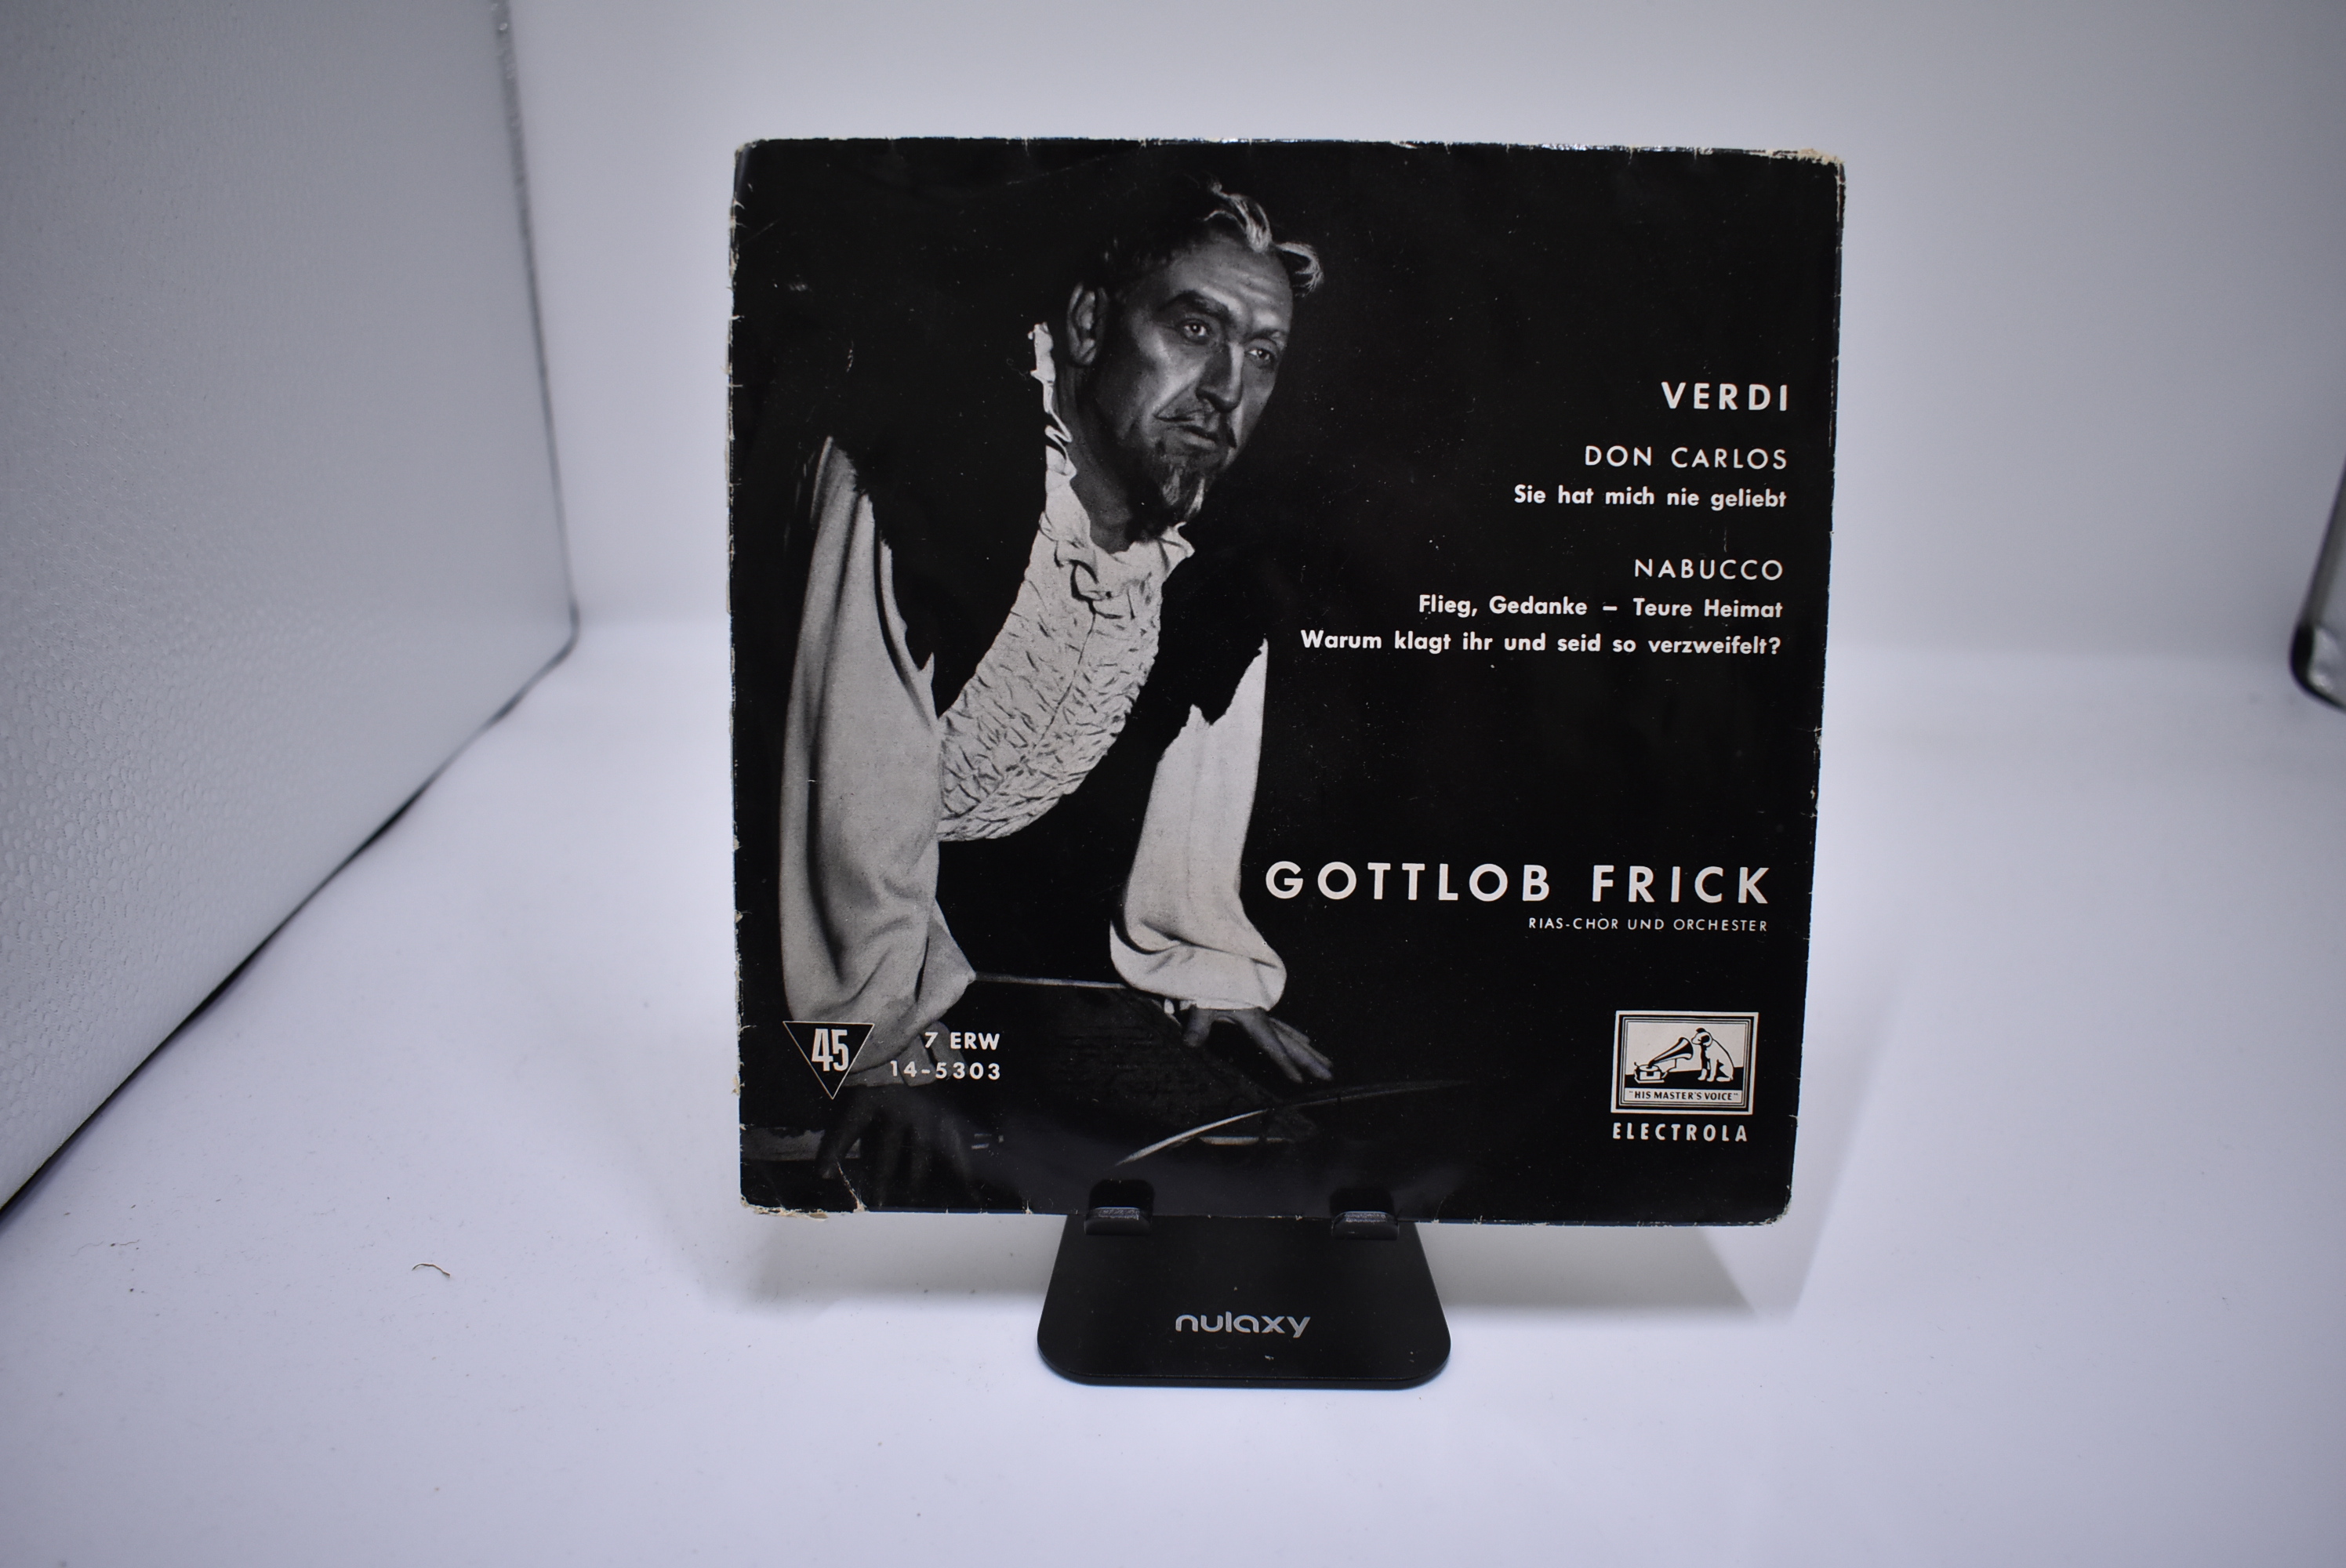 VERDI
DON CARLOS
Sie hat mich nie geliebt
NABUCCO
Flieg, Gedanke – Teure Heimat
Warum klagt ihr und seid so verzweifelt?
GOTTLOB FRICK
RIAS-CHOR UND ORCHESTER
45
7 ERW
14-5303
"HIS MASTER'S VOICE"
ELECTROLA
nulaxy